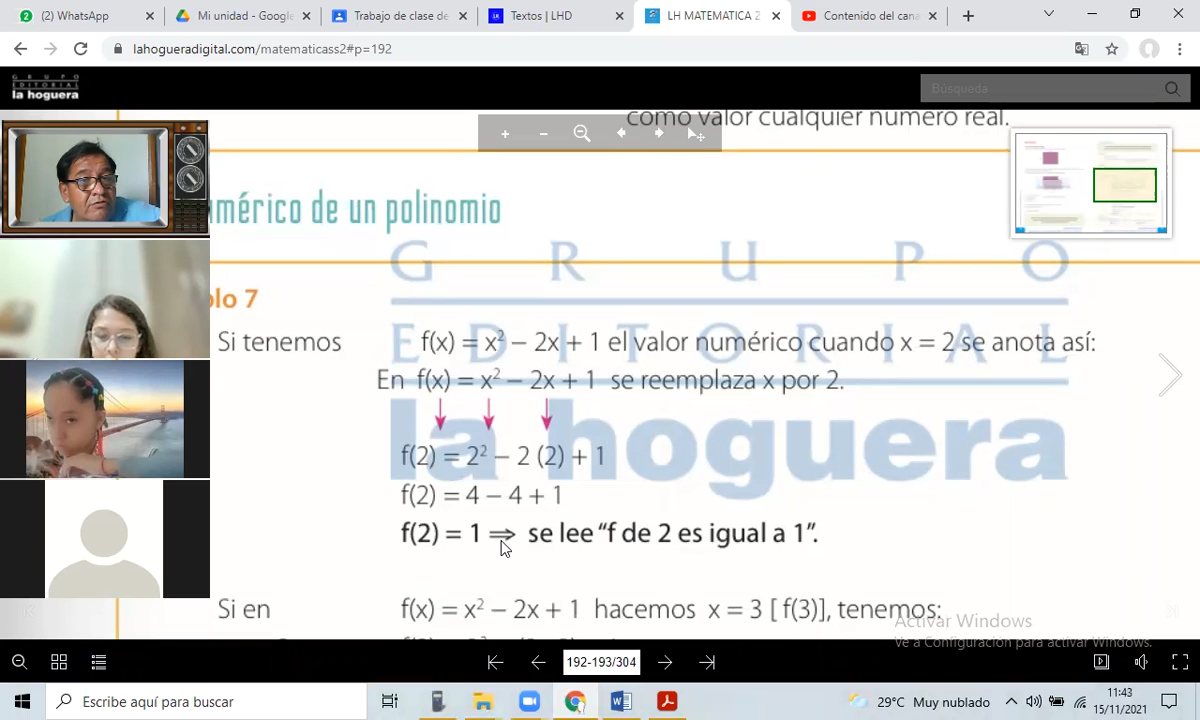 (2) WhatsApp
Mi unidad - Google
Trabajo de clase de
Textos | LHD
LH MATEMATICA 2
Contenido del cana
lahogueradigital.com/matematicass2#p=192
GRUPO
EDITORIAL
la hoguera
Búsqueda
como valor cualquier número real.
umérico de un polinomio
GRUPO
plo 7
EDITORIAL
Si tenemos f(x) = x² − 2x + 1 el valor numérico cuando x = 2 se anota así:
En f(x) = x² − 2x + 1 se reemplaza x por 2.
la hoguera
f(2) = 2² − 2 (2) + 1
f(2) = 4 − 4 + 1
f(2) = 1 ⇒ se lee “f de 2 es igual a 1”.
Si en f(x) = x² − 2x + 1 hacemos x = 3 [ f(3)], tenemos:
Activar Windows
Ve a Configuración para activar Windows.
192-193/304
Escribe aquí para buscar
29°C Muy nublado
11:43
15/11/2021